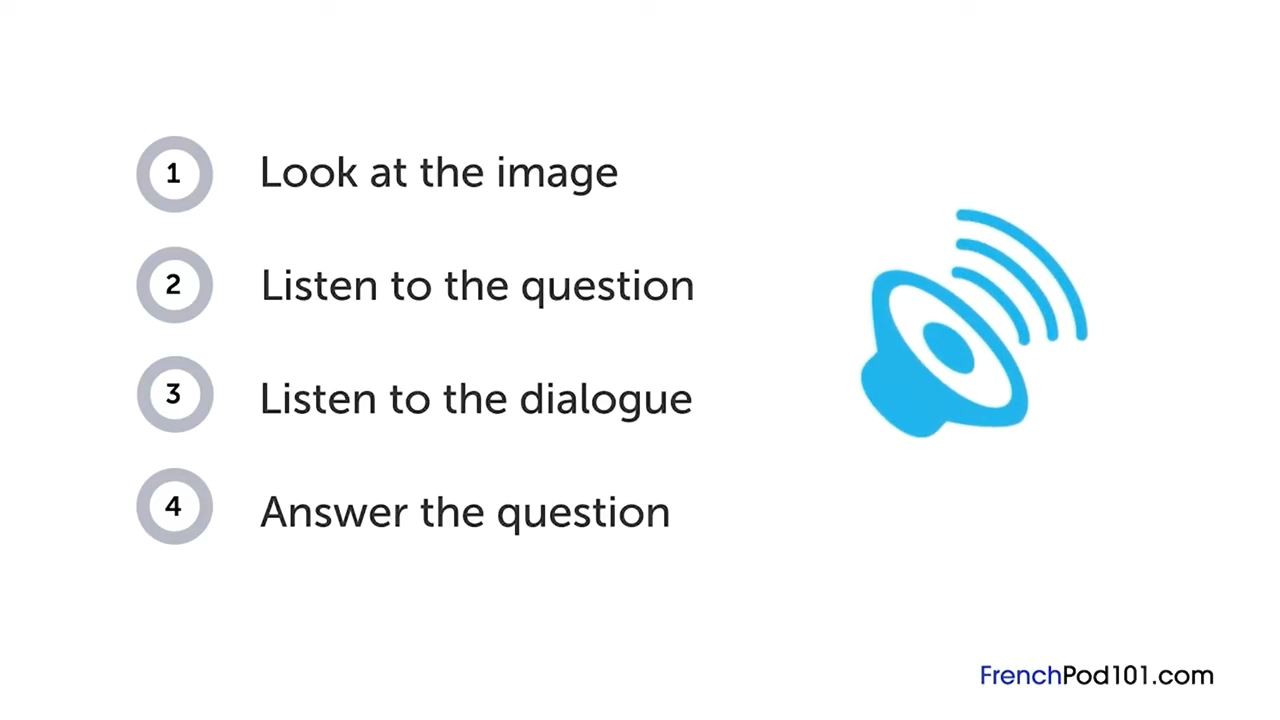 1 Look at the image
2 Listen to the question
3 Listen to the dialogue
4 Answer the question
FrenchPod101.com